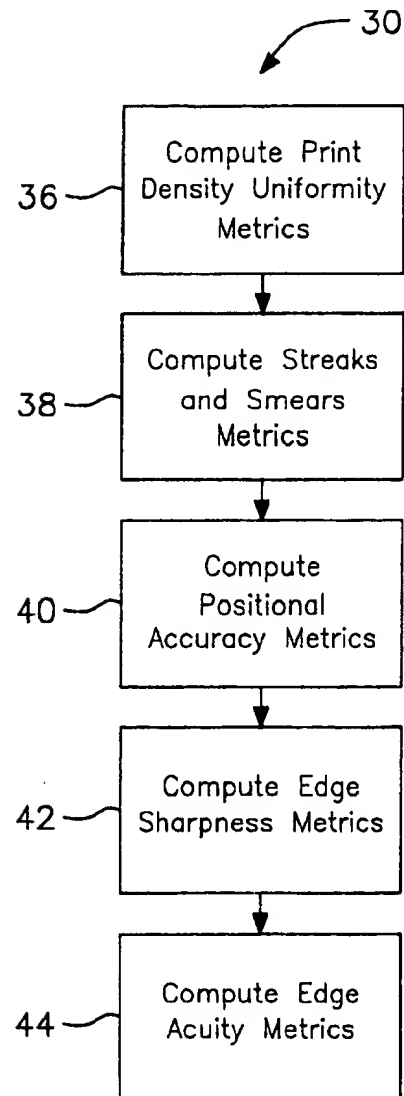 30
Compute Print
Density Uniformity
Metrics
36
Compute Streaks
and Smears
Metrics
38
Compute
Positional
Accuracy Metrics
40
Compute Edge
Sharpness Metrics
42
Compute Edge
Acuity Metrics
44